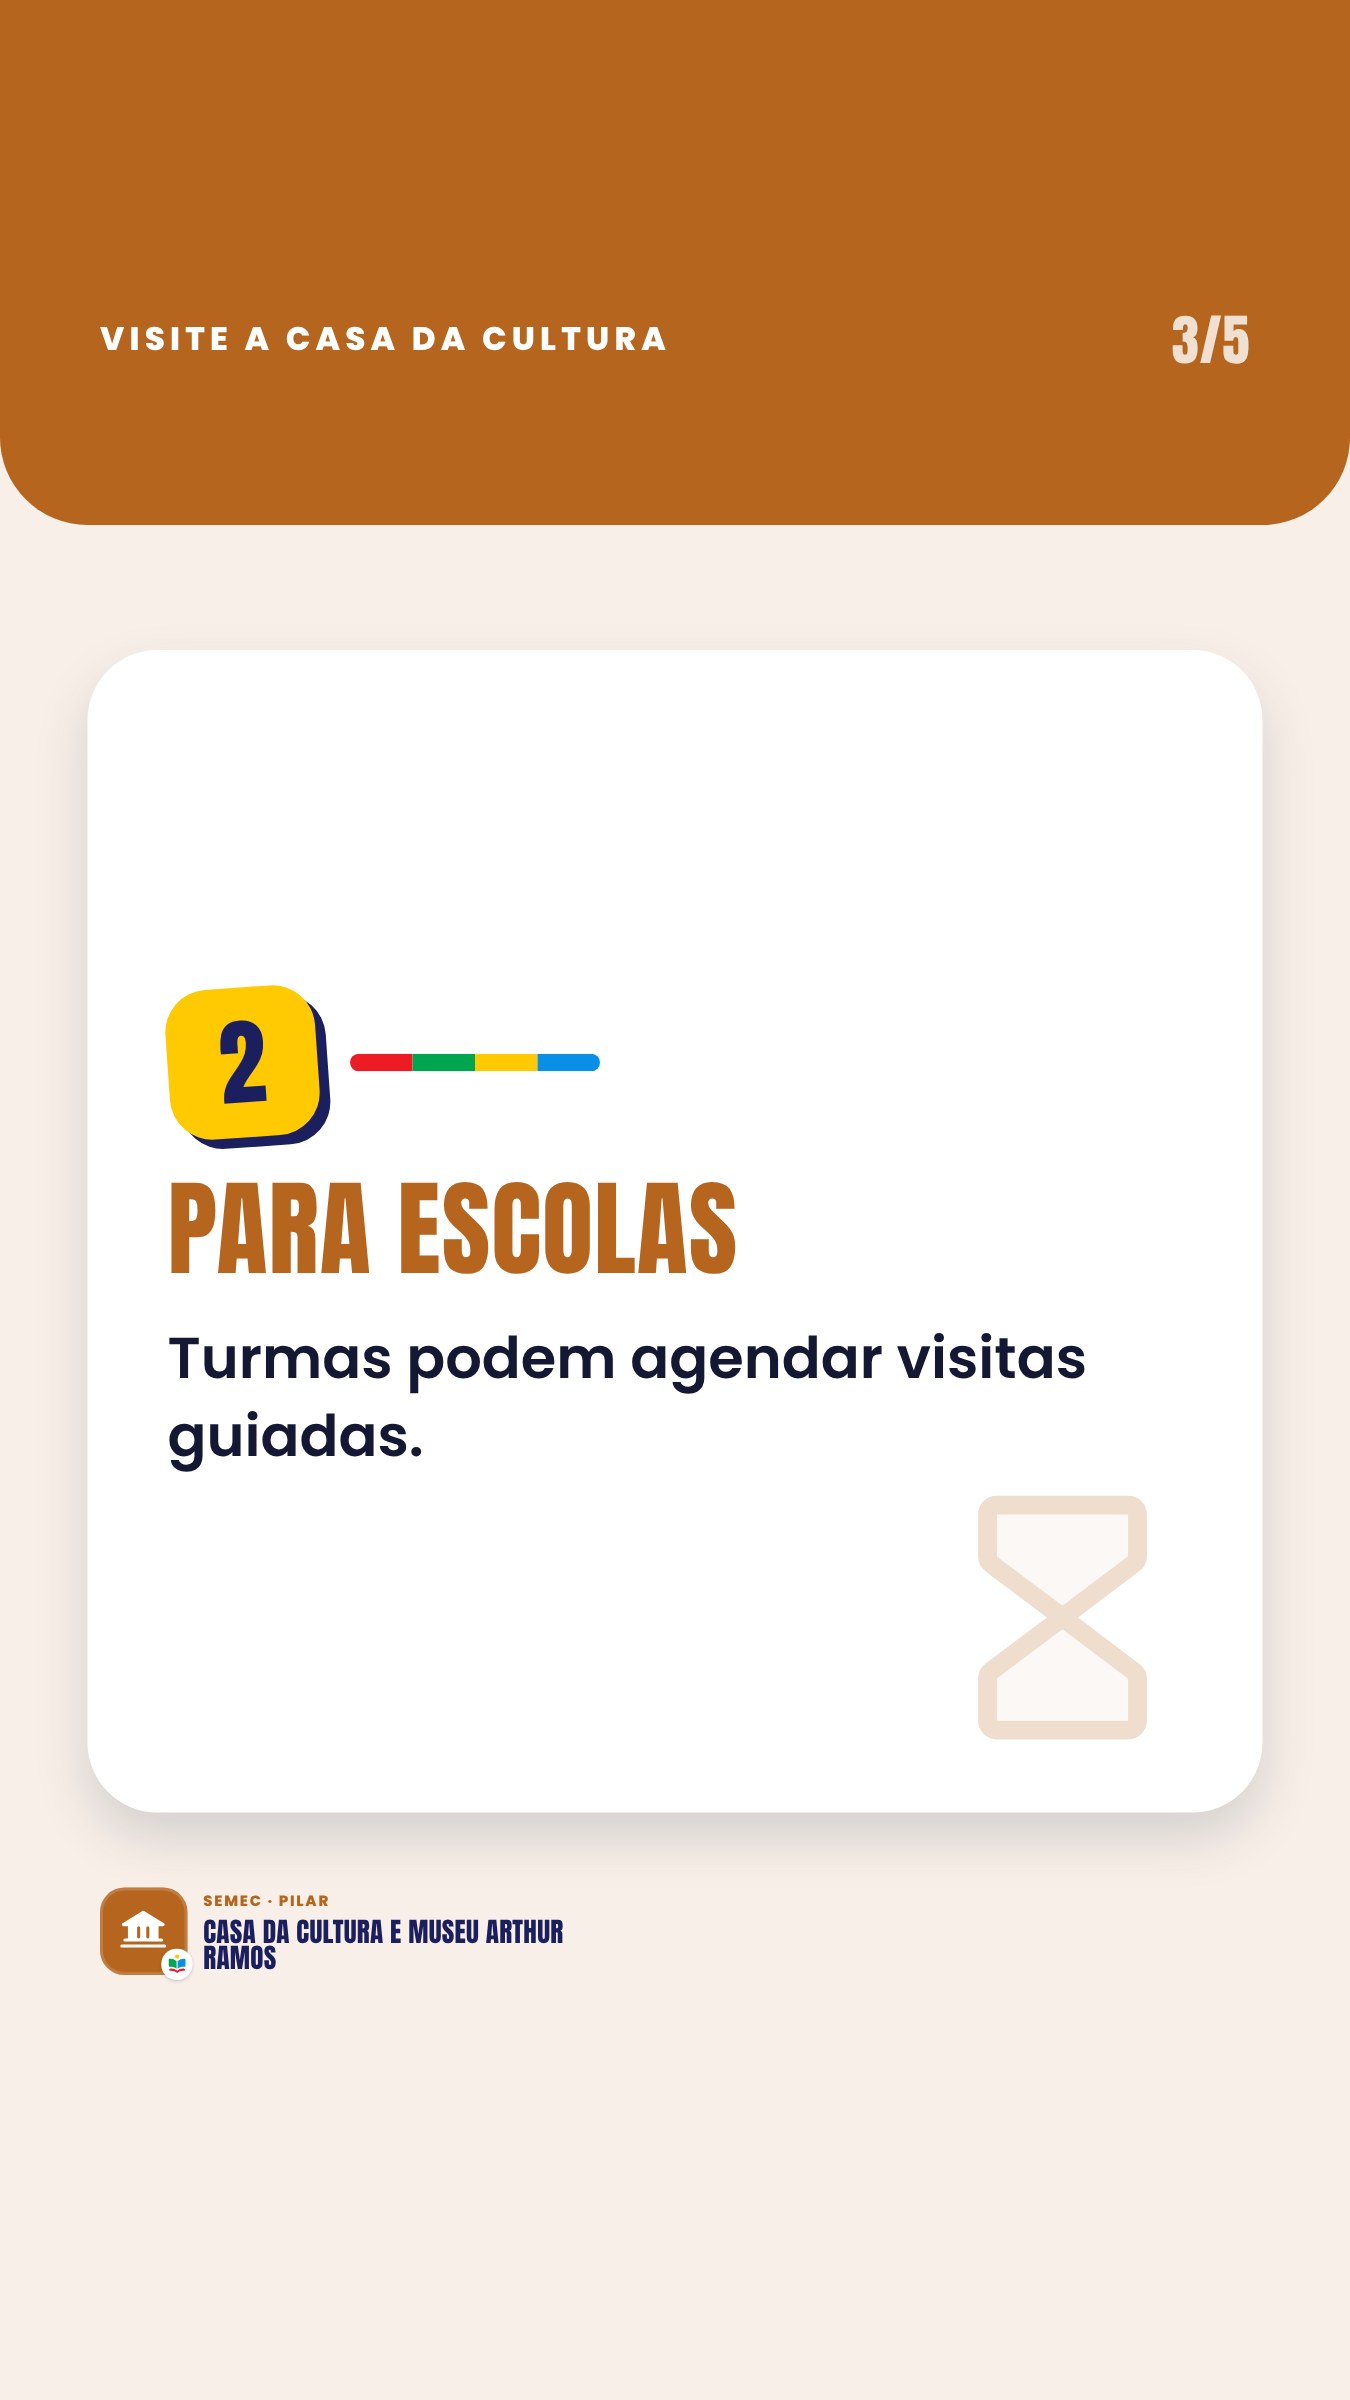 VISITE A CASA DA CULTURA
3/5
2
PARA ESCOLAS
Turmas podem agendar visitas
guiadas.
SEMEC · PILAR
CASA DA CULTURA E MUSEU ARTHUR
RAMOS